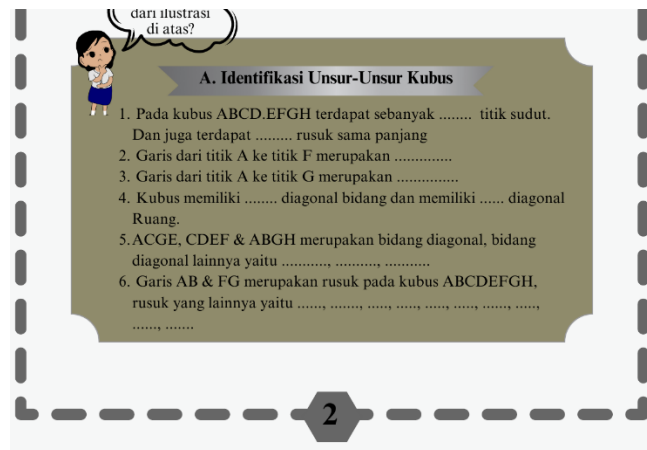 dari ilustrasi
di atas?
A. Identifikasi Unsur-Unsur Kubus
1. Pada kubus ABCD.EFGH terdapat sebanyak ........ titik sudut.
Dan juga terdapat ......... rusuk sama panjang
2. Garis dari titik A ke titik F merupakan ..............
3. Garis dari titik A ke titik G merupakan ...............
4. Kubus memiliki ........ diagonal bidang dan memiliki ...... diagonal
Ruang.
5. ACGE, CDEF & ABGH merupakan bidang diagonal, bidang
diagonal lainnya yaitu ..........., .........., ...........
6. Garis AB & FG merupakan rusuk pada kubus ABCDEFGH,
rusuk yang lainnya yaitu ......, ......., ....., ....., ....., ....., ......, .....,
......, .......
2